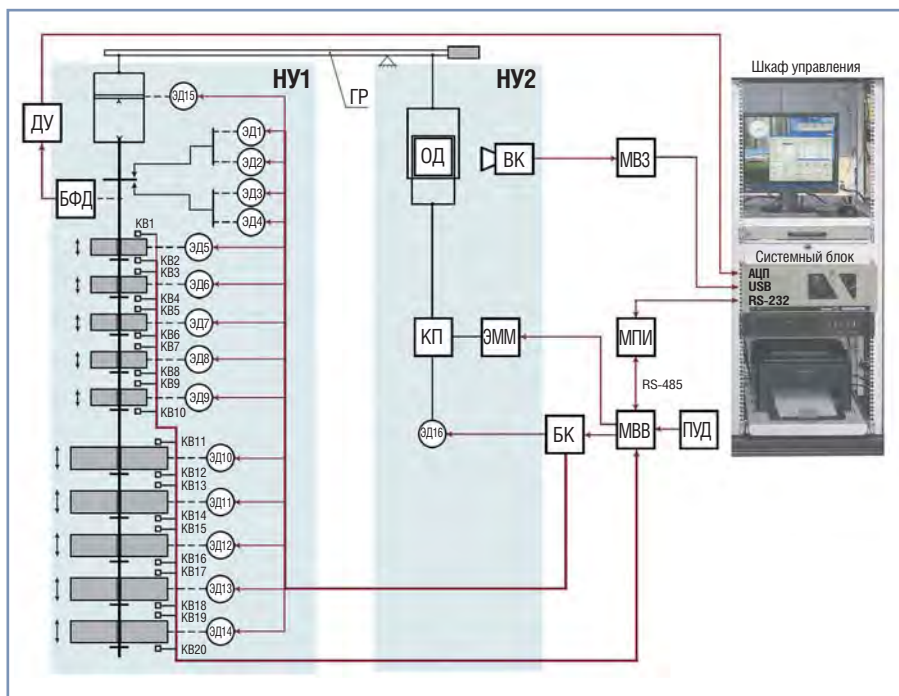 НУ1
НУ2
ГР
Шкаф управления
ЭД15
ДУ
ЭД1
ЭД2
ЭД3
ЭД4
БФД
ОД
ВК
МВЗ
КВ1
ЭД5
КВ2
КВ3
ЭД6
КВ4
КВ5
ЭД7
КВ6
КВ7
ЭД8
КВ8
КВ9
ЭД9
КВ10
Системный блок
АЦП
USB
RS-232
КП
ЭММ
МПИ
RS-485
ЭД16
БК
МВВ
ПУД
КВ11
ЭД10
КВ12
КВ13
ЭД11
КВ14
КВ15
ЭД12
КВ16
КВ17
ЭД13
КВ18
КВ19
ЭД14
КВ20